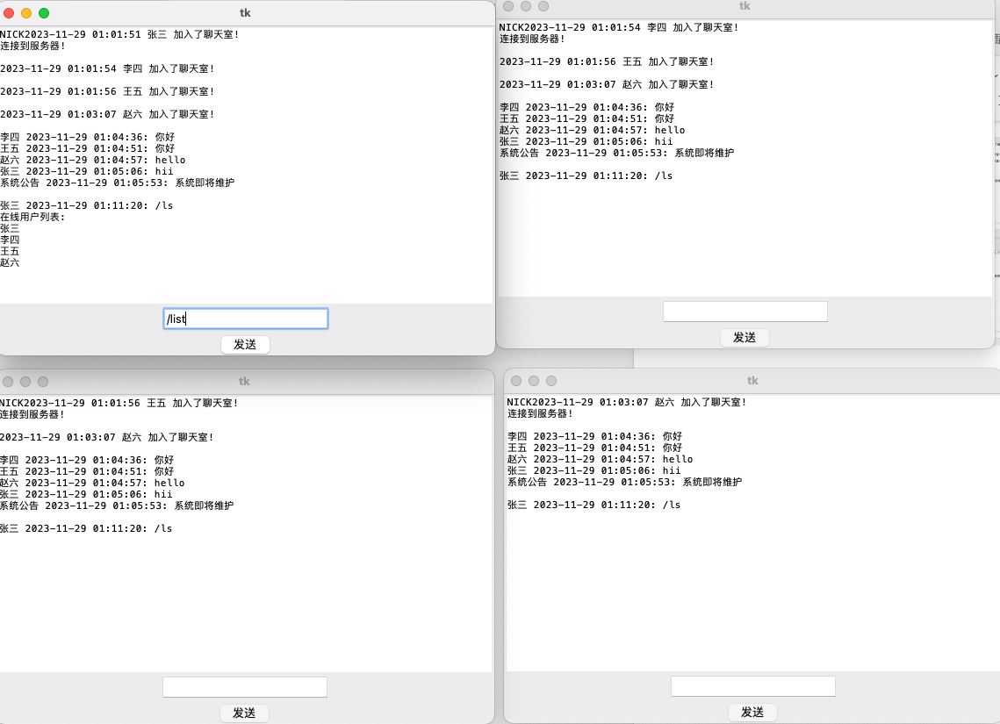 tk
NICK2023-11-29 01:01:51 张三 加入了聊天室!
连接到服务器!
2023-11-29 01:01:54 李四 加入了聊天室!
2023-11-29 01:01:56 王五 加入了聊天室!
2023-11-29 01:03:07 赵六 加入了聊天室!
李四 2023-11-29 01:04:36: 你好
王五 2023-11-29 01:04:51: 你好
赵六 2023-11-29 01:04:57: hello
张三 2023-11-29 01:05:06: hii
系统公告 2023-11-29 01:05:53: 系统即将维护
张三 2023-11-29 01:11:20: /ls
在线用户列表:
张三
李四
王五
赵六
/list
发送
tk
NICK2023-11-29 01:01:54 李四 加入了聊天室!
连接到服务器!
2023-11-29 01:01:56 王五 加入了聊天室!
2023-11-29 01:03:07 赵六 加入了聊天室!
李四 2023-11-29 01:04:36: 你好
王五 2023-11-29 01:04:51: 你好
赵六 2023-11-29 01:04:57: hello
张三 2023-11-29 01:05:06: hii
系统公告 2023-11-29 01:05:53: 系统即将维护
张三 2023-11-29 01:11:20: /ls
发送
tk
NICK2023-11-29 01:01:56 王五 加入了聊天室!
连接到服务器!
2023-11-29 01:03:07 赵六 加入了聊天室!
李四 2023-11-29 01:04:36: 你好
王五 2023-11-29 01:04:51: 你好
赵六 2023-11-29 01:04:57: hello
张三 2023-11-29 01:05:06: hii
系统公告 2023-11-29 01:05:53: 系统即将维护
张三 2023-11-29 01:11:20: /ls
发送
tk
NICK2023-11-29 01:03:07 赵六 加入了聊天室!
连接到服务器!
李四 2023-11-29 01:04:36: 你好
王五 2023-11-29 01:04:51: 你好
赵六 2023-11-29 01:04:57: hello
张三 2023-11-29 01:05:06: hii
系统公告 2023-11-29 01:05:53: 系统即将维护
张三 2023-11-29 01:11:20: /ls
发送